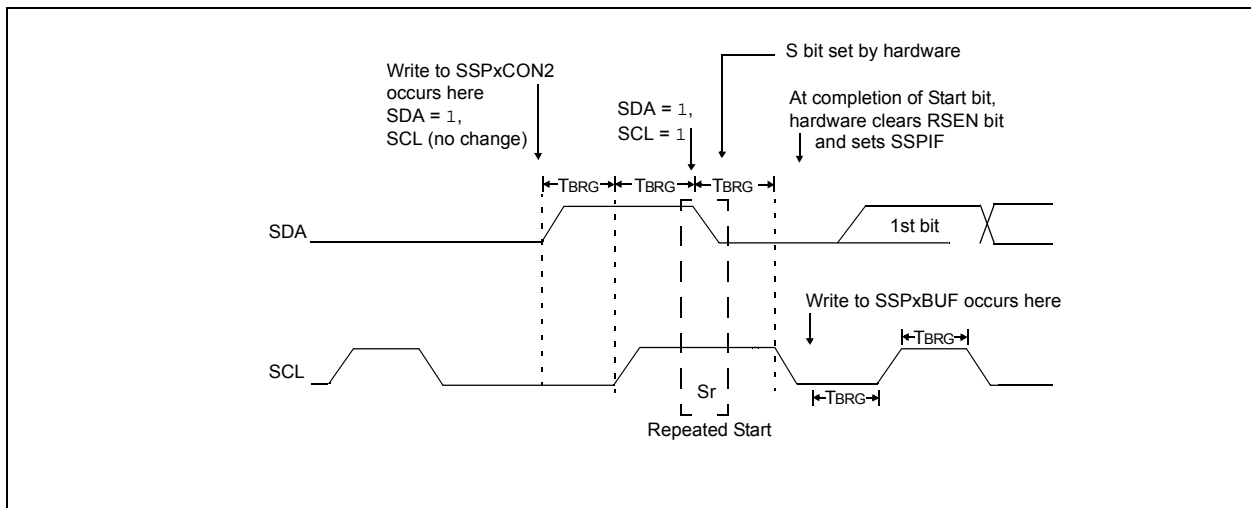 S bit set by hardware
Write to SSPxCON2
occurs here
SDA = 1,
SCL (no change)
SDA = 1,
SCL = 1
At completion of Start bit,
hardware clears RSEN bit
and sets SSPIF
TBRG
TBRG
TBRG
SDA
1st bit
Write to SSPxBUF occurs here
TBRG
SCL
Sr
TBRG
Repeated Start